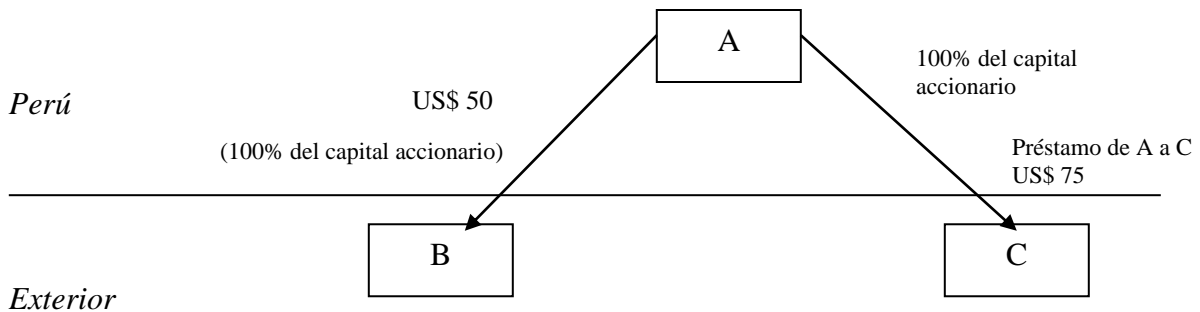 A
100% del capital
accionario
Perú
US$ 50
(100% del capital accionario)
Préstamo de A a C
US$ 75
B
C
Exterior